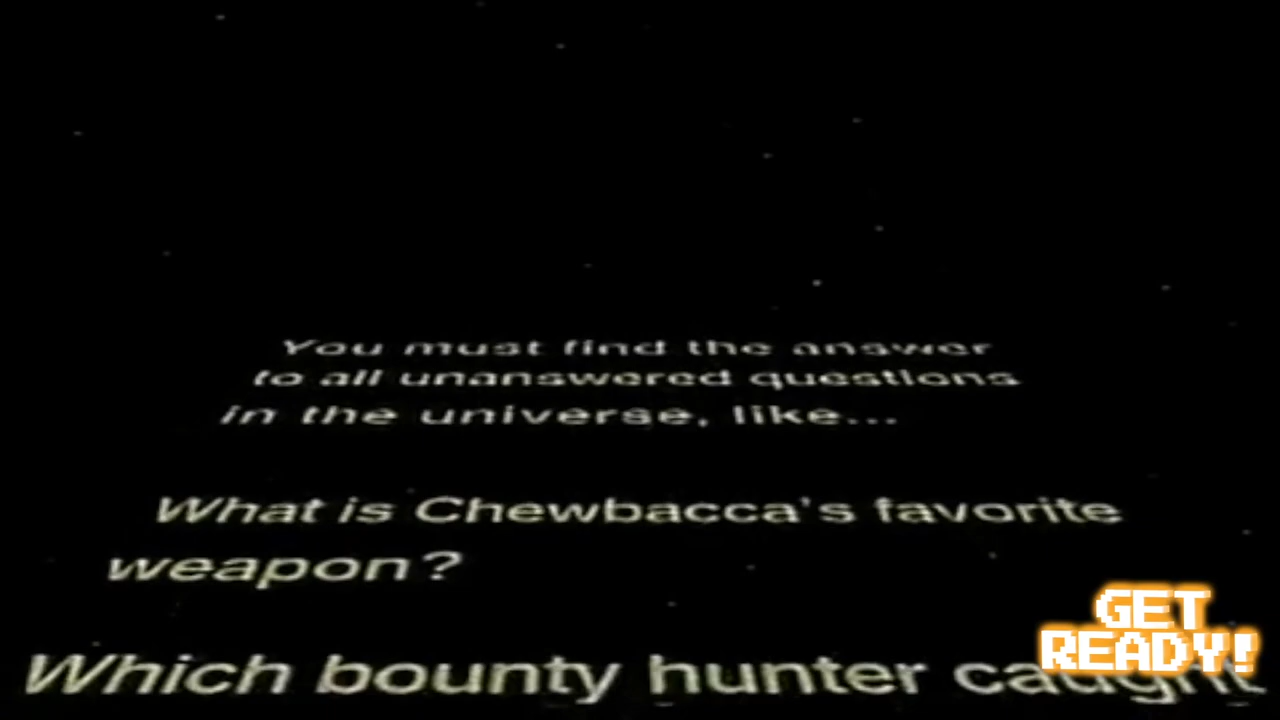 You must find the answer
to all unanswered questions
in the universe, like...
What is Chewbacca's favorite
weapon?
Which bounty hunter caught
GET
READY!